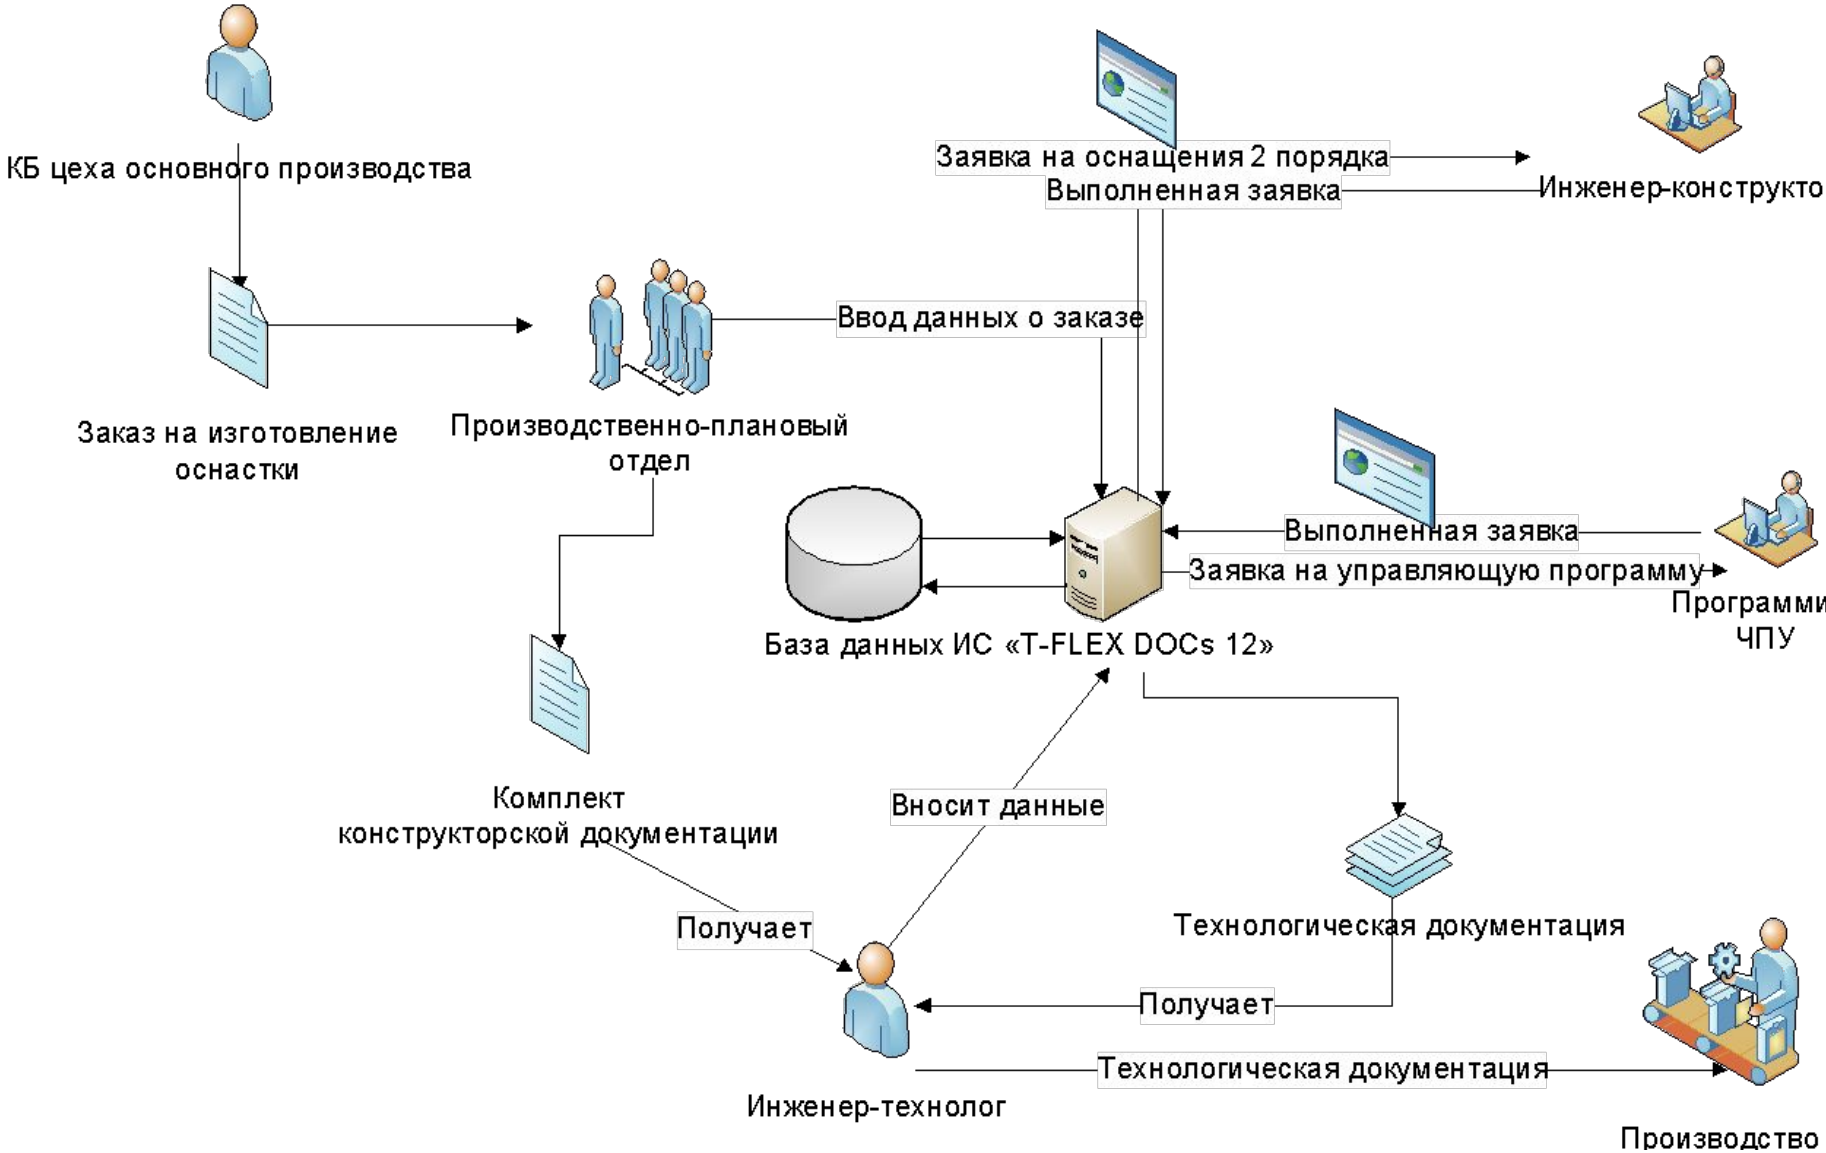 КБ цеха основного производства
Заявка на оснащения 2 порядка
Выполненная заявка
Инженер-конструкто
Ввод данных о заказе
Заказ на изготовление
оснастки
Производственно-плановый
отдел
Выполненная заявка
Заявка на управляющую программу
Программи
ЧПУ
База данных ИС «T-FLEX DOCs 12»
Комплект
конструкторской документации
Вносит данные
Получает
Технологическая документация
Получает
Технологическая документация
Инженер-технолог
Производство